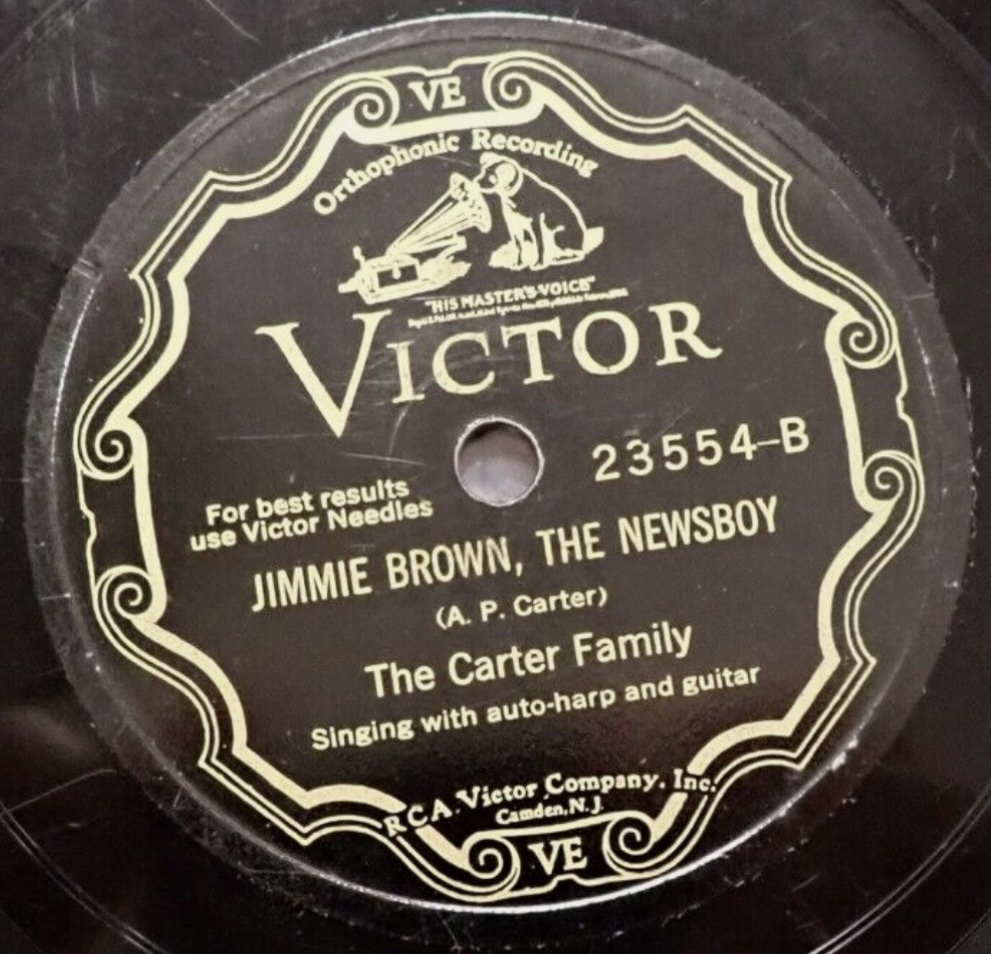 VE
Orthophonic Recording
"HIS MASTER'S VOICE"
VICTOR
23554-B
For best results
use Victor Needles
JIMMIE BROWN, THE NEWSBOY
(A. P. Carter)
The Carter Family
Singing with auto-harp and guitar
RCA Victor Company, Inc.
Camden, N. J.
VE